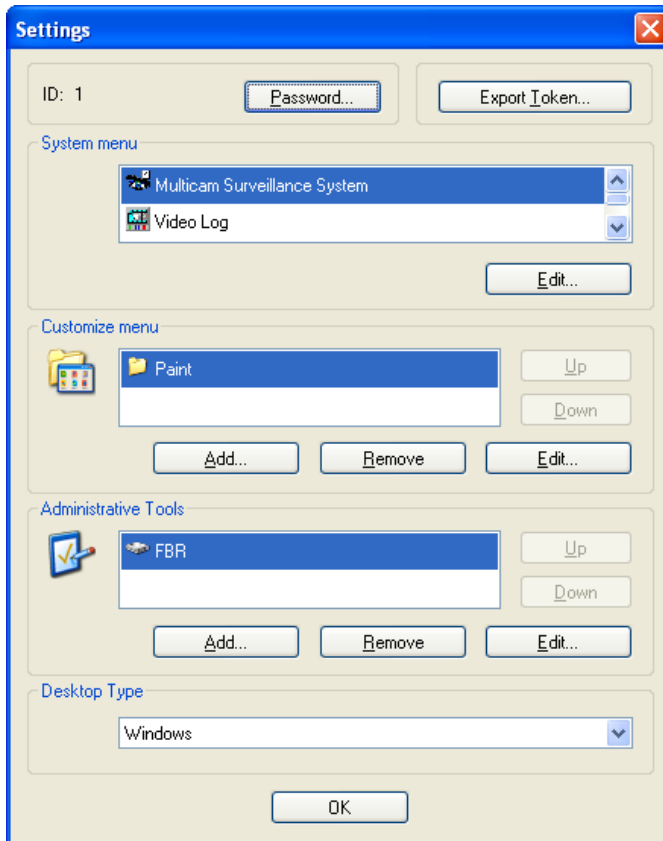 Settings
ID: 1
Password...
Export Token...
System menu
Multicam Surveillance System
Video Log
Edit...
Customize menu
Paint
Up
Down
Add...
Remove
Edit...
Administrative Tools
FBR
Up
Down
Add...
Remove
Edit...
Desktop Type
Windows
OK